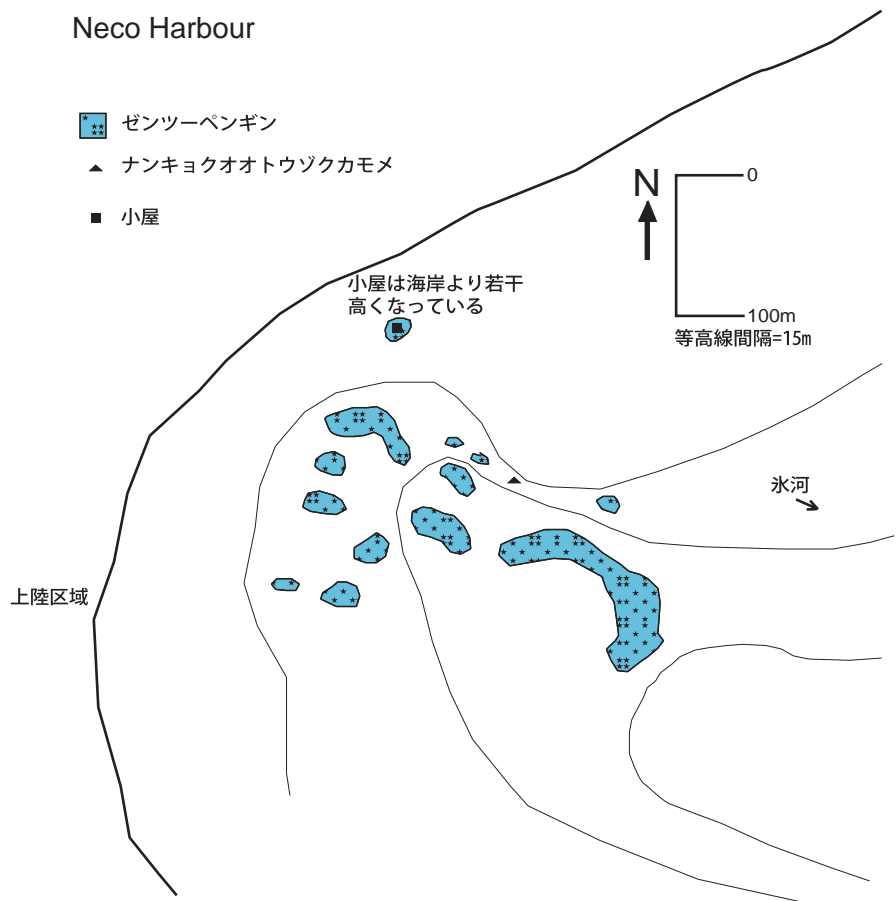 Neco Harbour
ゼンツーペンギン
ナンキョクオオトウゾクカモメ
小屋
N
0
100m
等高線間隔=15m
小屋は海岸より若干
高くなっている
氷河
上陸区域